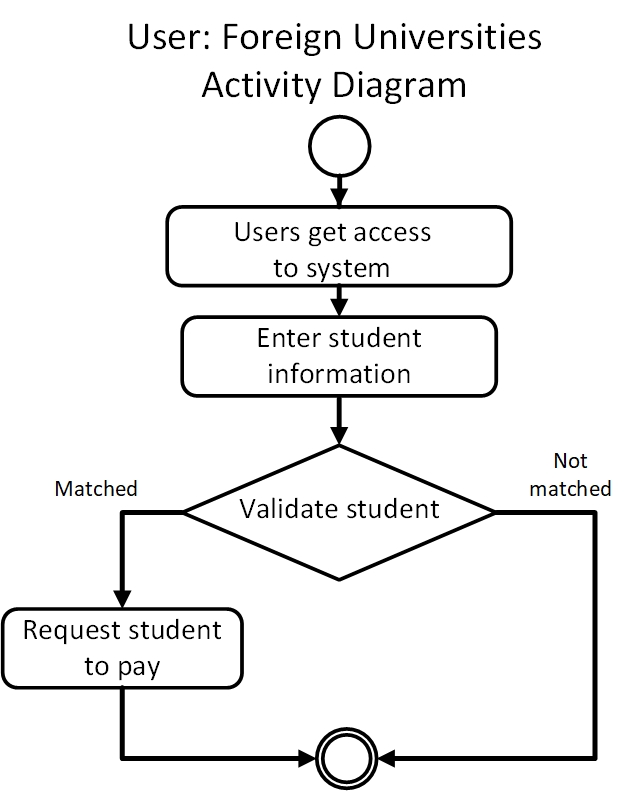 User: Foreign Universities
Activity Diagram
Users get access
to system
Enter student
information
Matched
Not
matched
Validate student
Request student
to pay